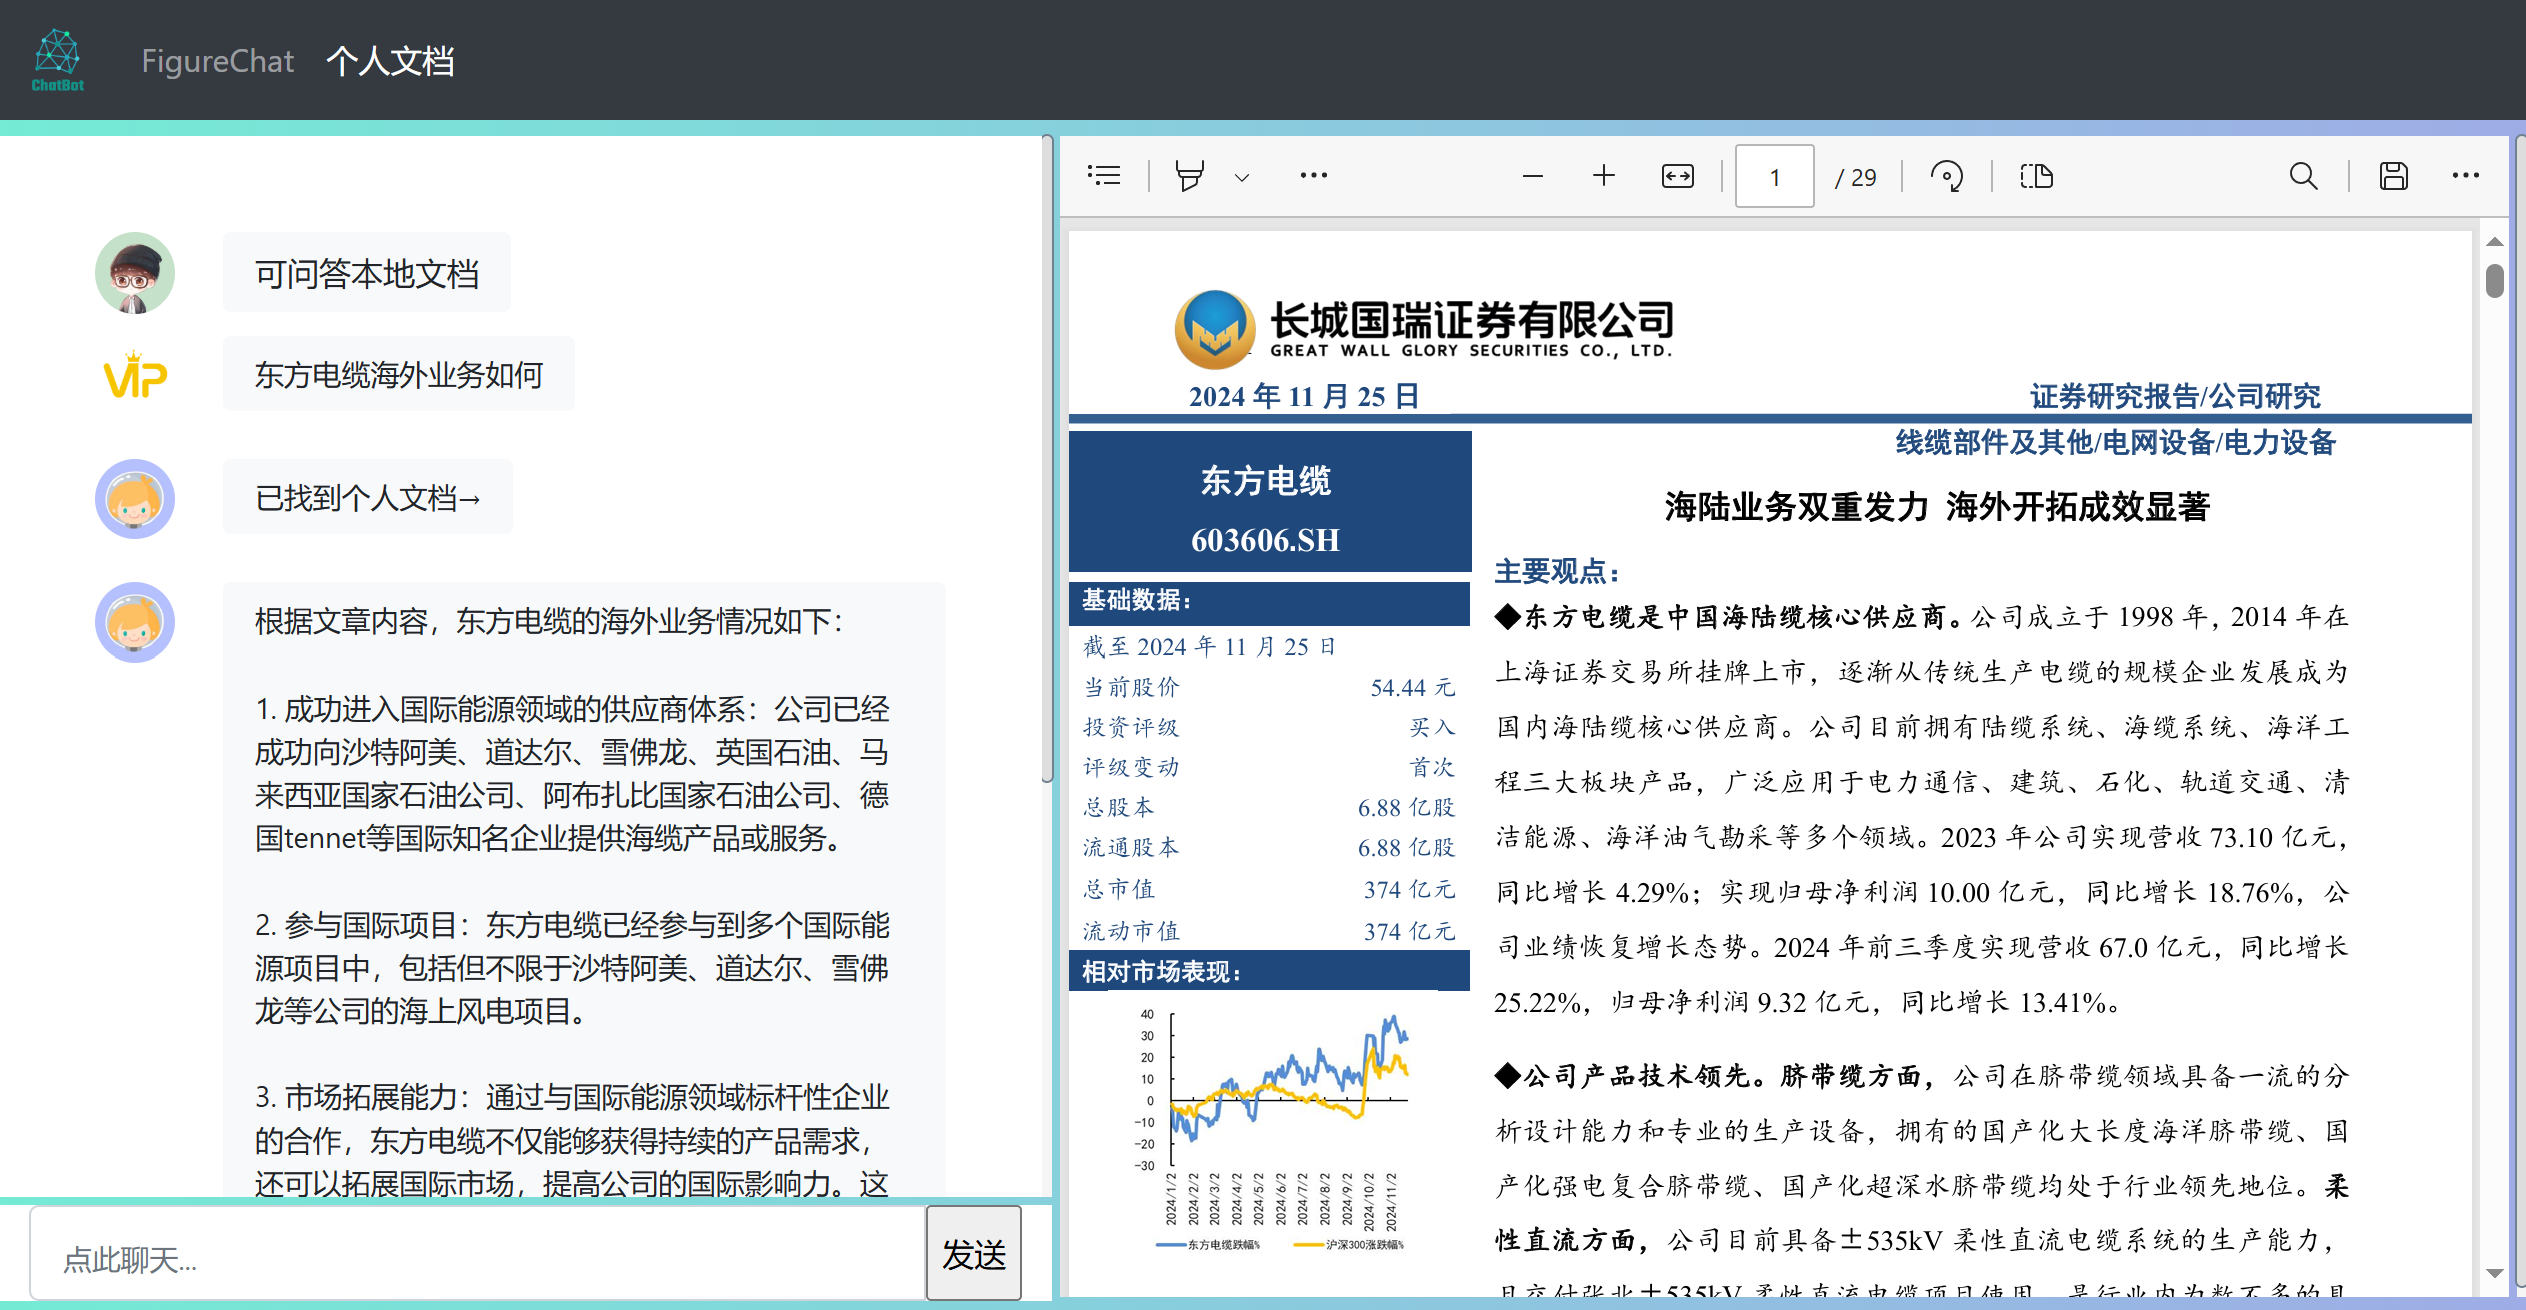 ChatBot
FigureChat
个人文档
可问答本地文档
VIP
东方电缆海外业务如何
已找到个人文档→
根据文章内容，东方电缆的海外业务情况如下：
1. 成功进入国际能源领域的供应商体系：公司已经
成功向沙特阿美、道达尔、雪佛龙、英国石油、马
来西亚国家石油公司、阿布扎比国家石油公司、德
国tennet等国际知名企业提供海缆产品或服务。
2. 参与国际项目：东方电缆已经参与到多个国际能
源项目中，包括但不限于沙特阿美、道达尔、雪佛
龙等公司的海上风电项目。
3. 市场拓展能力：通过与国际能源领域标杆性企业
的合作，东方电缆不仅能够获得持续的产品需求，
还可以拓展国际市场，提高公司的国际影响力。这
点此聊天...
发送
1
/ 29
长城国瑞证券有限公司
GREAT WALL GLORY SECURITIES CO., LTD.
2024 年 11 月 25 日
证券研究报告/公司研究
线缆部件及其他/电网设备/电力设备
东方电缆
603606.SH
基础数据：
截至 2024 年 11 月 25 日
当前股价 54.44 元
投资评级 买入
评级变动 首次
总股本 6.88 亿股
流通股本 6.88 亿股
总市值 374 亿元
流动市值 374 亿元
相对市场表现：
40
30
20
10
0
-10
-20
-30
2024/1/2
2024/2/2
2024/3/2
2024/4/2
2024/5/2
2024/6/2
2024/7/2
2024/8/2
2024/9/2
2024/10/2
2024/11/2
东方电缆跌幅%
沪深300涨跌幅%
海陆业务双重发力 海外开拓成效显著
主要观点：
◆东方电缆是中国海陆缆核心供应商。公司成立于 1998 年，2014 年在
上海证券交易所挂牌上市，逐渐从传统生产电缆的规模企业发展成为
国内海陆缆核心供应商。公司目前拥有陆缆系统、海缆系统、海洋工
程三大板块产品，广泛应用于电力通信、建筑、石化、轨道交通、清
洁能源、海洋油气勘采等多个领域。2023 年公司实现营收 73.10 亿元，
同比增长 4.29%；实现归母净利润 10.00 亿元，同比增长 18.76%，公
司业绩恢复增长态势。2024 年前三季度实现营收 67.0 亿元，同比增长
25.22%，归母净利润 9.32 亿元，同比增长 13.41%。
◆公司产品技术领先。脐带缆方面，公司在脐带缆领域具备一流的分
析设计能力和专业的生产设备，拥有的国产化大长度海洋脐带缆、国
产化强电复合脐带缆、国产化超深水脐带缆均处于行业领先地位。柔
性直流方面，公司目前具备±535kV 柔性直流电缆系统的生产能力，
且交付张北±535kV 柔性直流电缆项目使用，是行业内为数不多的具